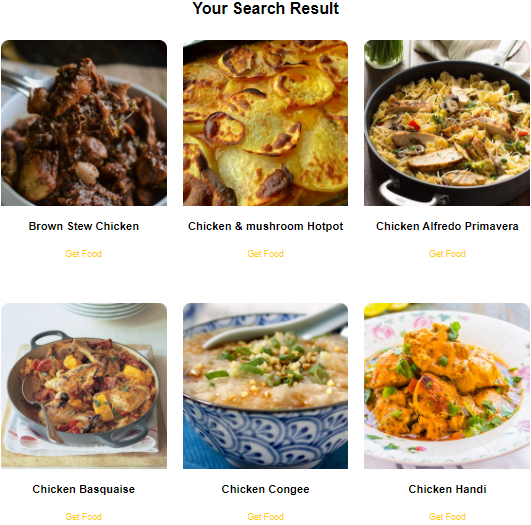 Your Search Result
Brown Stew Chicken
Chicken & mushroom Hotpot
Chicken Alfredo Primavera
Get Food
Get Food
Get Food
Chicken Basquaise
Chicken Congee
Chicken Handi
Get Food
Get Food
Get Food